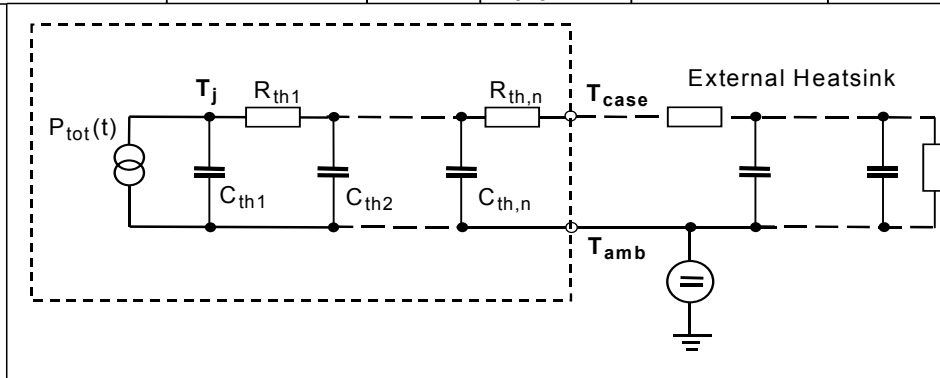 External Heatsink
Tj
Rth1
Rth,n
Tcase
Ptot(t)
Cth1
Cth2
Cth,n
Tamb